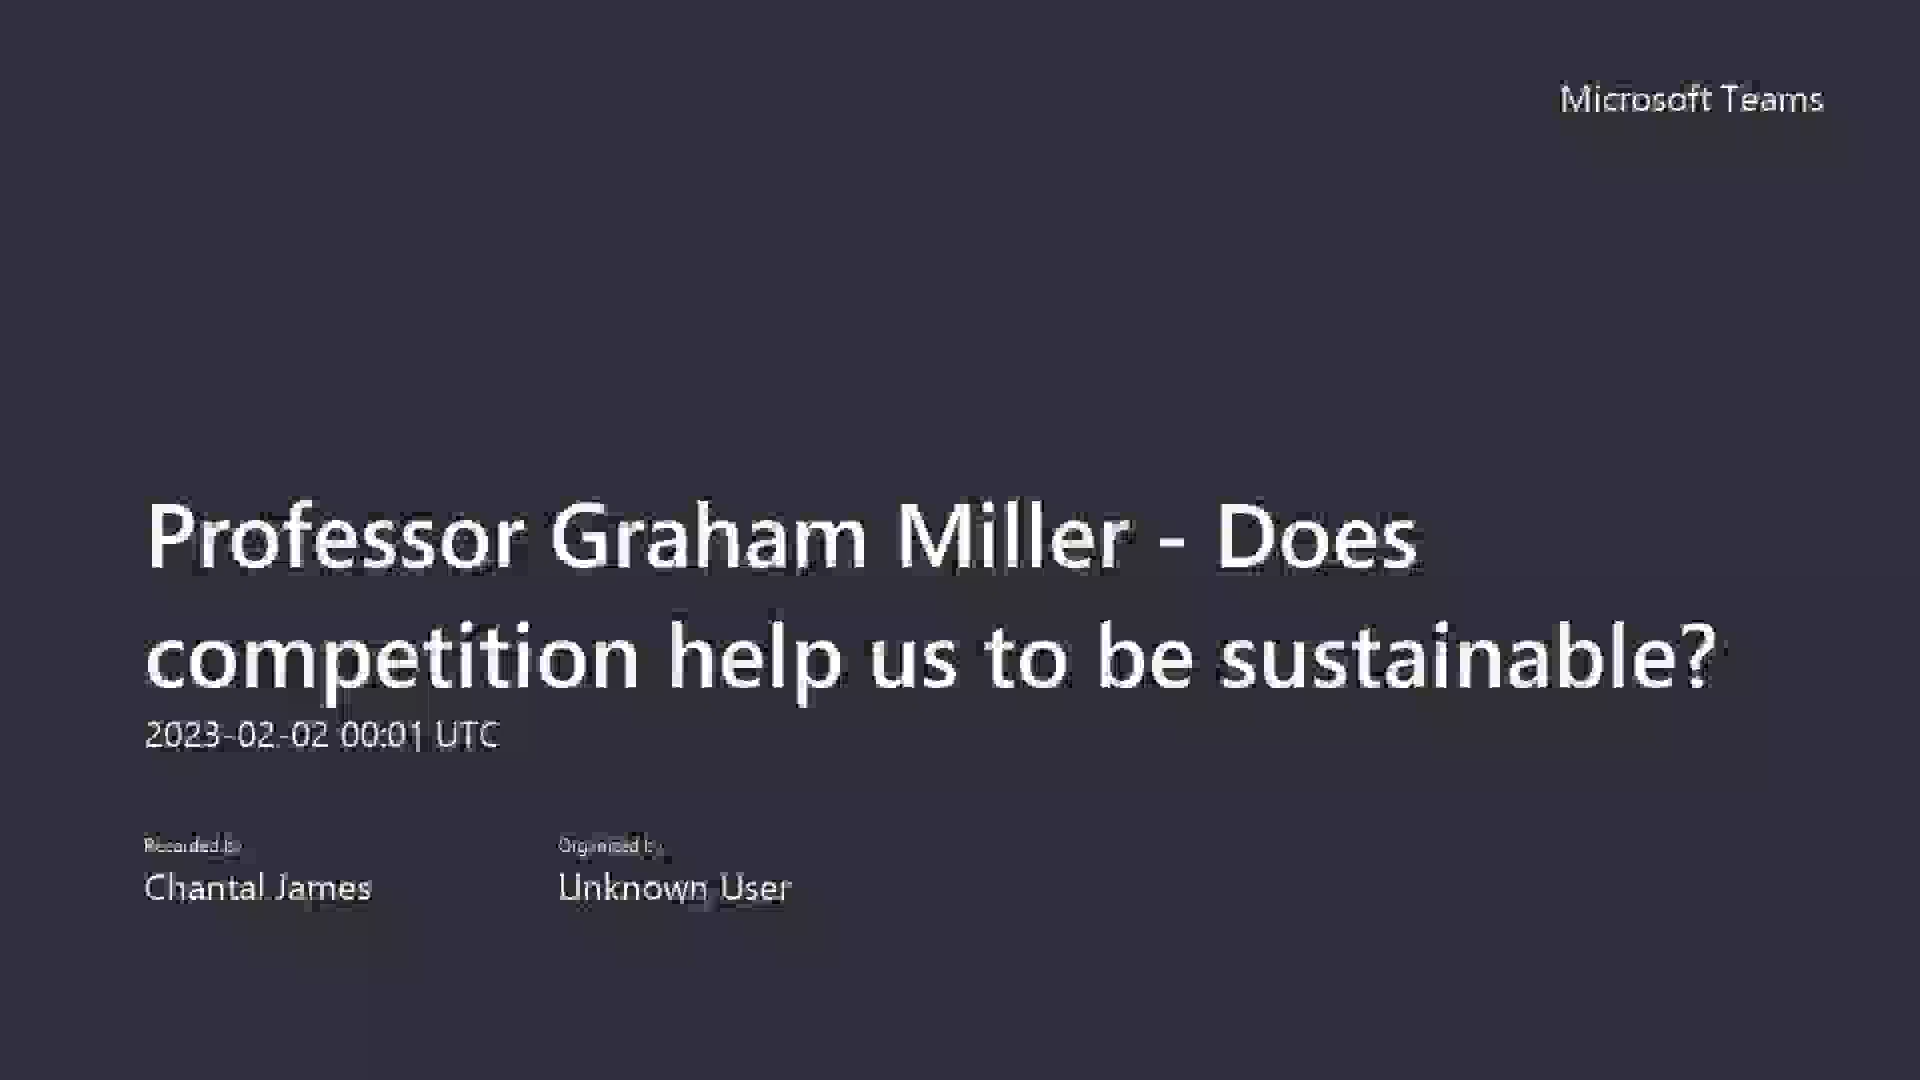 Microsoft Teams
Professor Graham Miller - Does
competition help us to be sustainable?
2023-02-02 00:01 UTC
Recorded by
Organized by
Chantal James
Unknown User